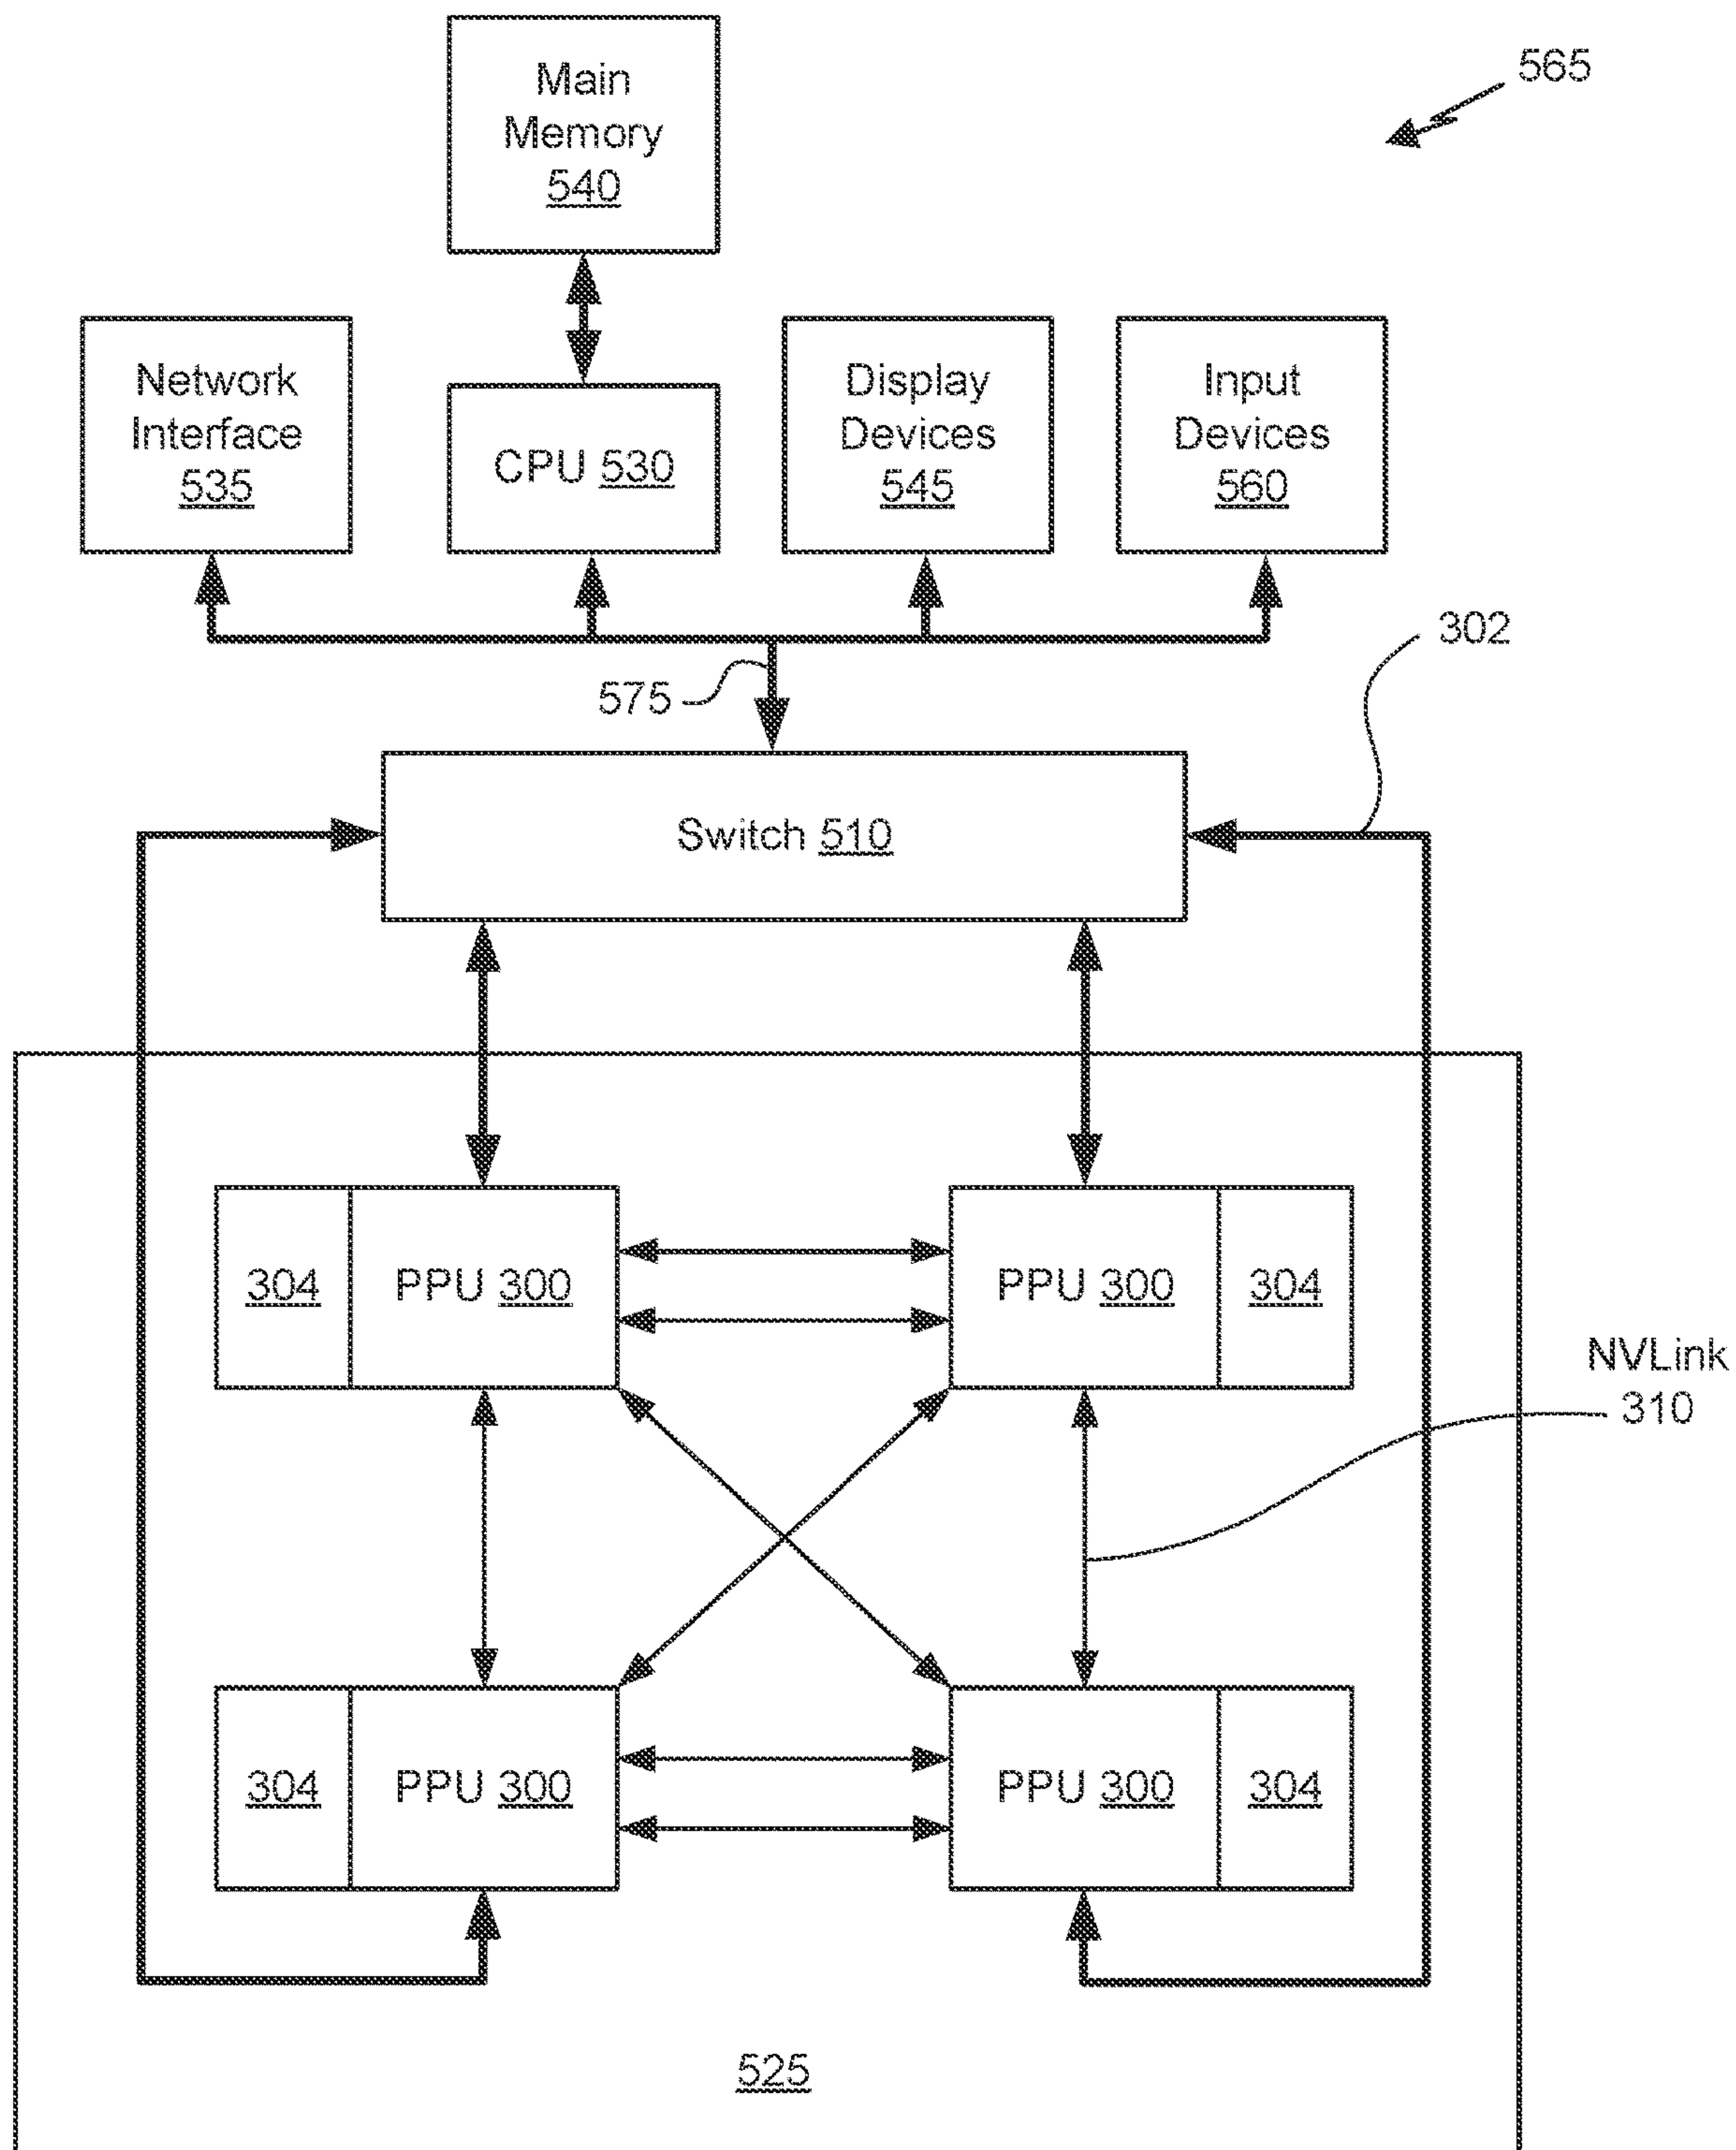 565
Main
Memory
540
Network
Interface
535
CPU 530
Display
Devices
545
Input
Devices
560
302
575
Switch 510
304
PPU 300
PPU 300
304
NVLink
310
304
PPU 300
PPU 300
304
525